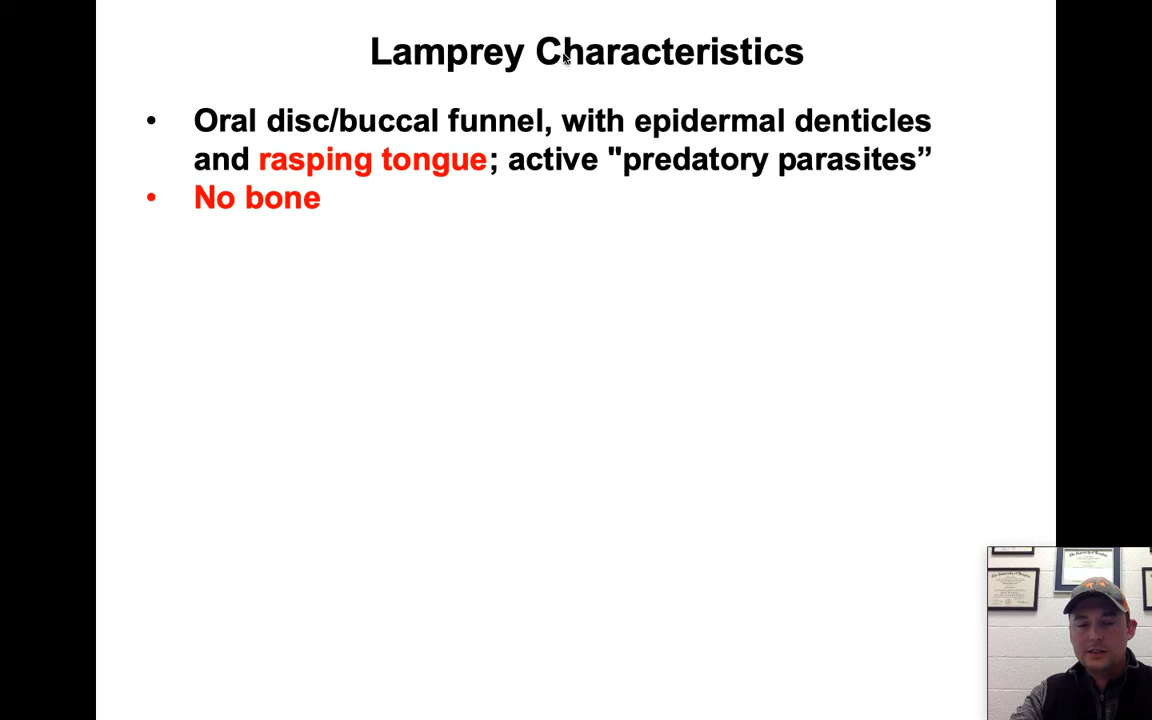 Lamprey Characteristics
• Oral disc/buccal funnel, with epidermal denticles
and rasping tongue; active "predatory parasites”
• No bone